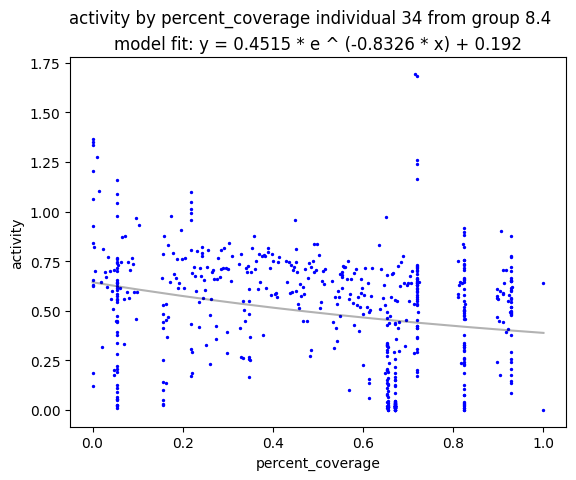 activity by percent_coverage individual 34 from group 8.4
model fit: y = 0.4515 * e ^ (-0.8326 * x) + 0.192
1.75
1.50
1.25
1.00
0.75
0.50
0.25
0.00
activity
0.0 0.2 0.4 0.6 0.8 1.0
percent_coverage